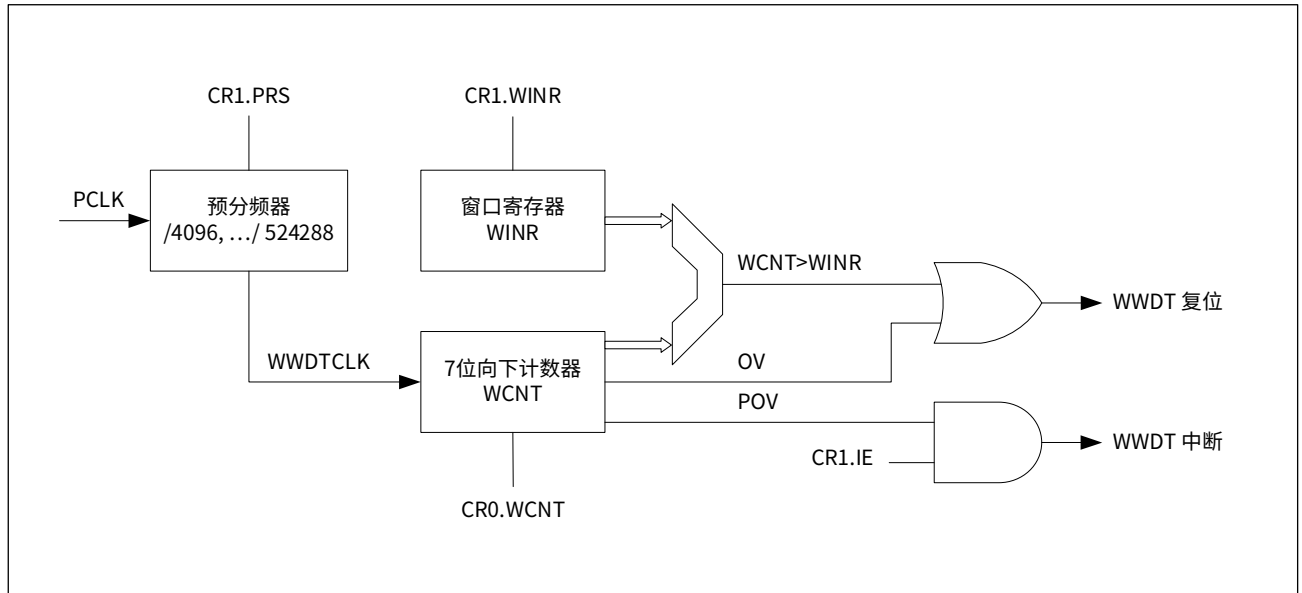 CR1.PRS
CR1.WINR
PCLK
预分频器
/4096, …/ 524288
窗口寄存器
WINR
WCNT>WINR
WWDT 复位
WWDTCLK
7位向下计数器
WCNT
OV
POV
CR1.IE
WWDT 中断
CR0.WCNT